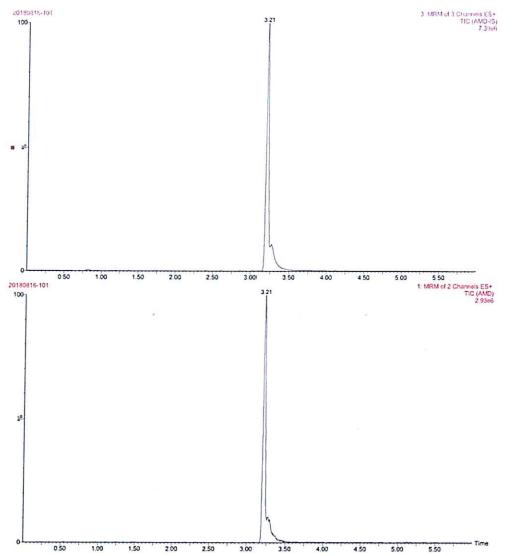 20180816-101
3: MRM of 3 Channels ES+
TIC (AMD-IS)
7.31e6
3.21
100
%
0
0.50 1.00 1.50 2.00 2.50 3.00 3.50 4.00 4.50 5.00 5.50
20180816-101
1: MRM of 2 Channels ES+
TIC (AMD)
2.93e6
3.21
100
%
0
0.50 1.00 1.50 2.00 2.50 3.00 3.50 4.00 4.50 5.00 5.50
Time